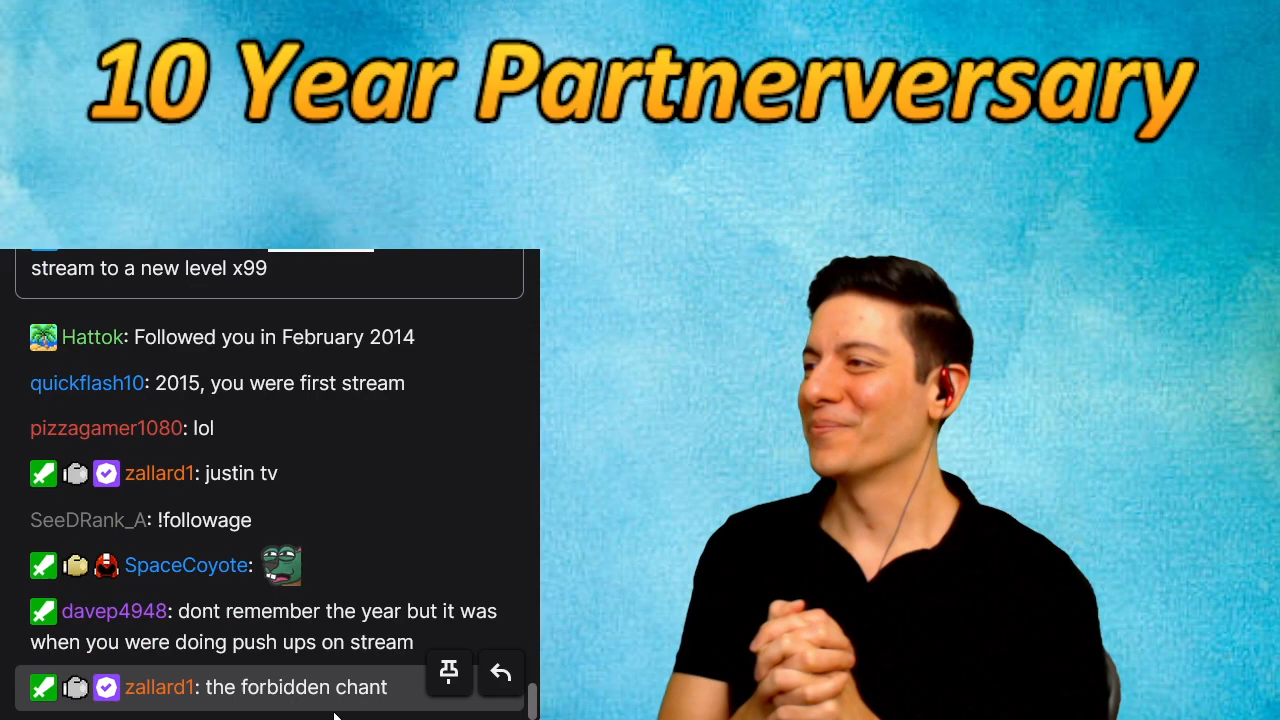 10 Year Partnerversary
stream to a new level x99
Hattok: Followed you in February 2014
quickflash10: 2015, you were first stream
pizzagamer1080: lol
zallard1: justin tv
SeeDRank_A: !followage
SpaceCoyote:
davep4948: dont remember the year but it was
when you were doing push ups on stream
zallard1: the forbidden chant